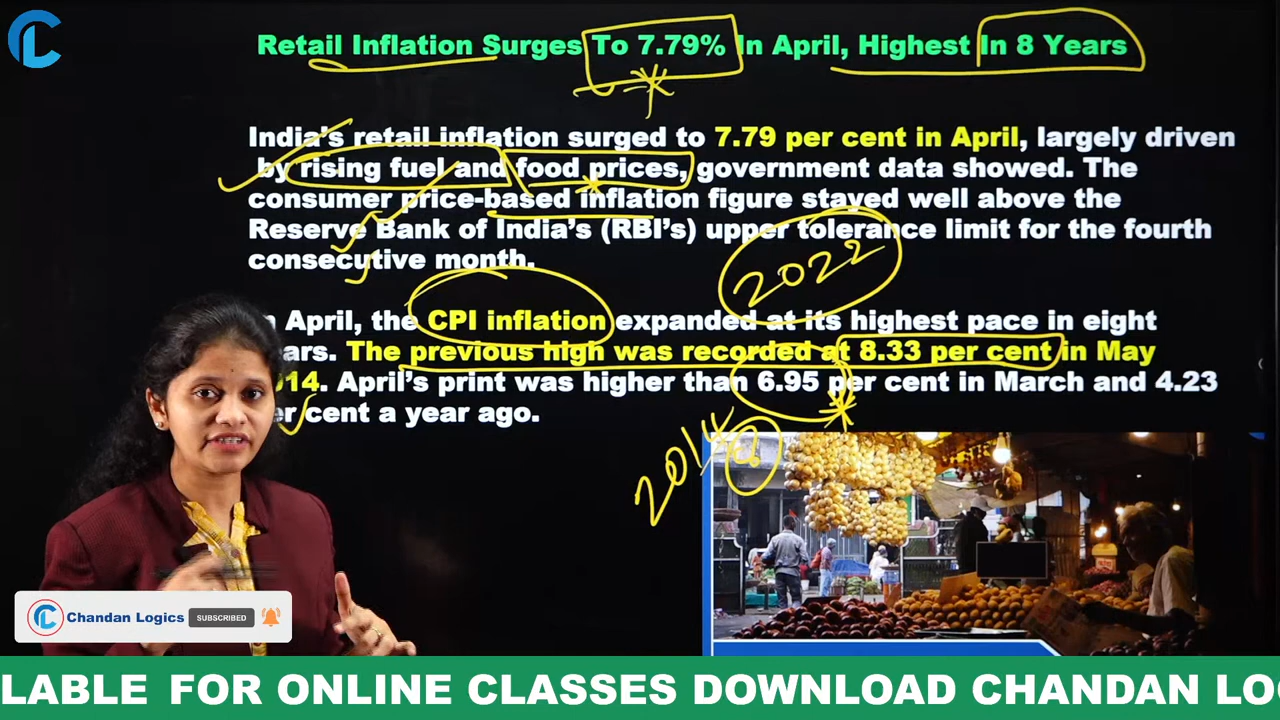 Retail Inflation Surges To 7.79% In April, Highest In 8 Years
India's retail inflation surged to 7.79 per cent in April, largely driven
by rising fuel and food prices, government data showed. The
consumer price-based inflation figure stayed well above the
Reserve Bank of India's (RBI's) upper tolerance limit for the fourth
consecutive month.
2022
April, the CPI inflation expanded at its highest pace in eight
The previous high was recorded at 8.33 per cent in May
14. April's print was higher than 6.95 per cent in March and 4.23
cent a year ago.
2014
CL
Chandan Logics SUBSCRIBED
LABLE FOR ONLINE CLASSES DOWNLOAD CHANDAN LO